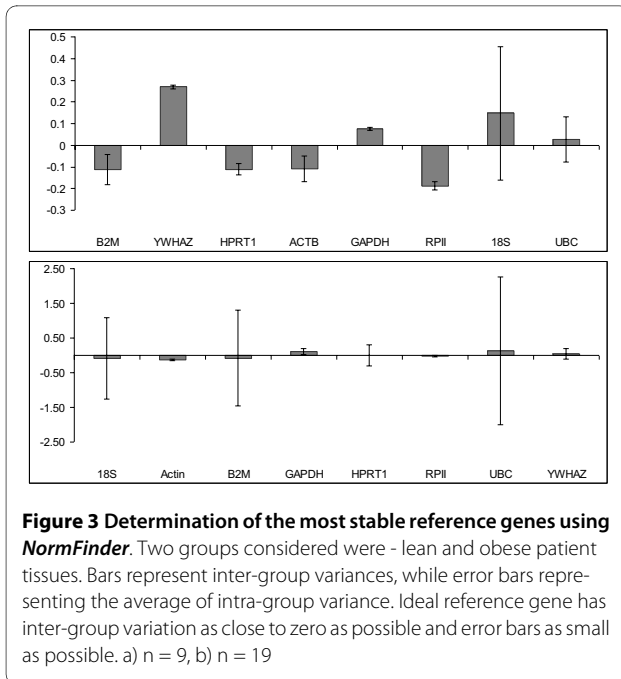 0.5
0.4
0.3
0.2
0.1
0
-0.1
-0.2
-0.3
B2M YWHAZ HPRT1 ACTB GAPDH RPII 18S UBC
2.50
1.50
0.50
-0.50
-1.50
-2.50
18S Actin B2M GAPDH HPRT1 RPII UBC YWHAZ
Figure 3 Determination of the most stable reference genes using
NormFinder. Two groups considered were - lean and obese patient
tissues. Bars represent inter-group variances, while error bars repre-
senting the average of intra-group variance. Ideal reference gene has
inter-group variation as close to zero as possible and error bars as small
as possible. a) n = 9, b) n = 19